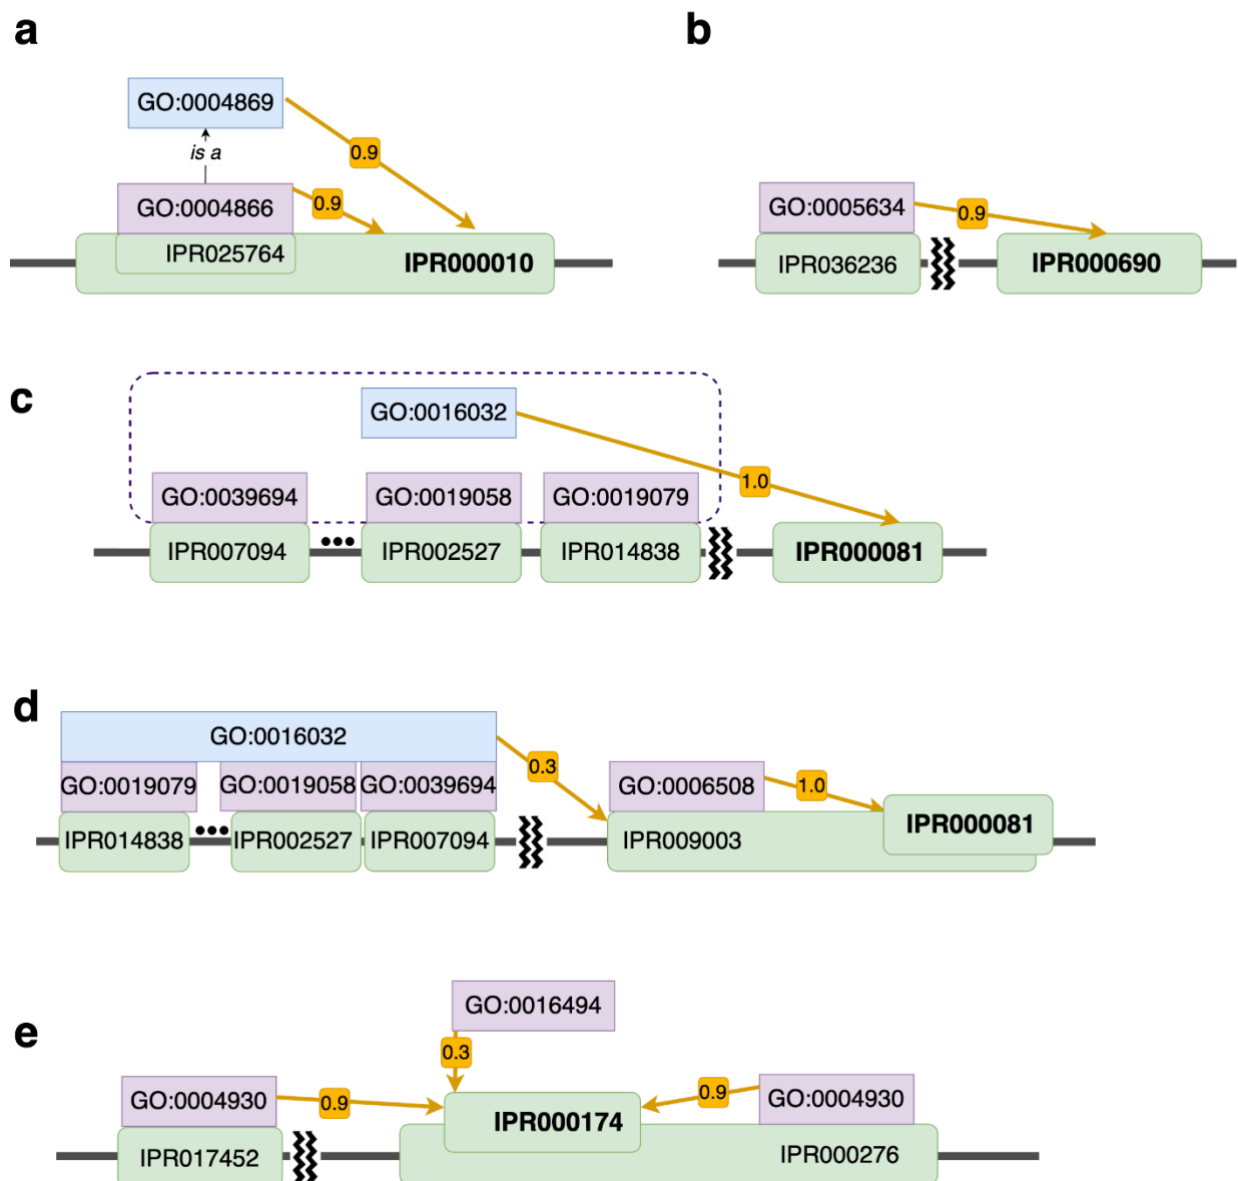 a
b
GO:0004869
0.9
is a
GO:0004866
0.9
IPR025764
IPR000010
GO:0005634
0.9
IPR036236
IPR000690
c
GO:0016032
1.0
GO:0039694
GO:0019058
GO:0019079
IPR007094
•••
IPR002527
IPR014838
IPR000081
d
GO:0016032
0.3
GO:0019079
GO:0019058
GO:0039694
GO:0006508
1.0
IPR014838
•••
IPR002527
IPR007094
IPR009003
IPR000081
e
GO:0016494
0.3
GO:0004930
0.9
0.9
GO:0004930
IPR000174
IPR017452
IPR000276